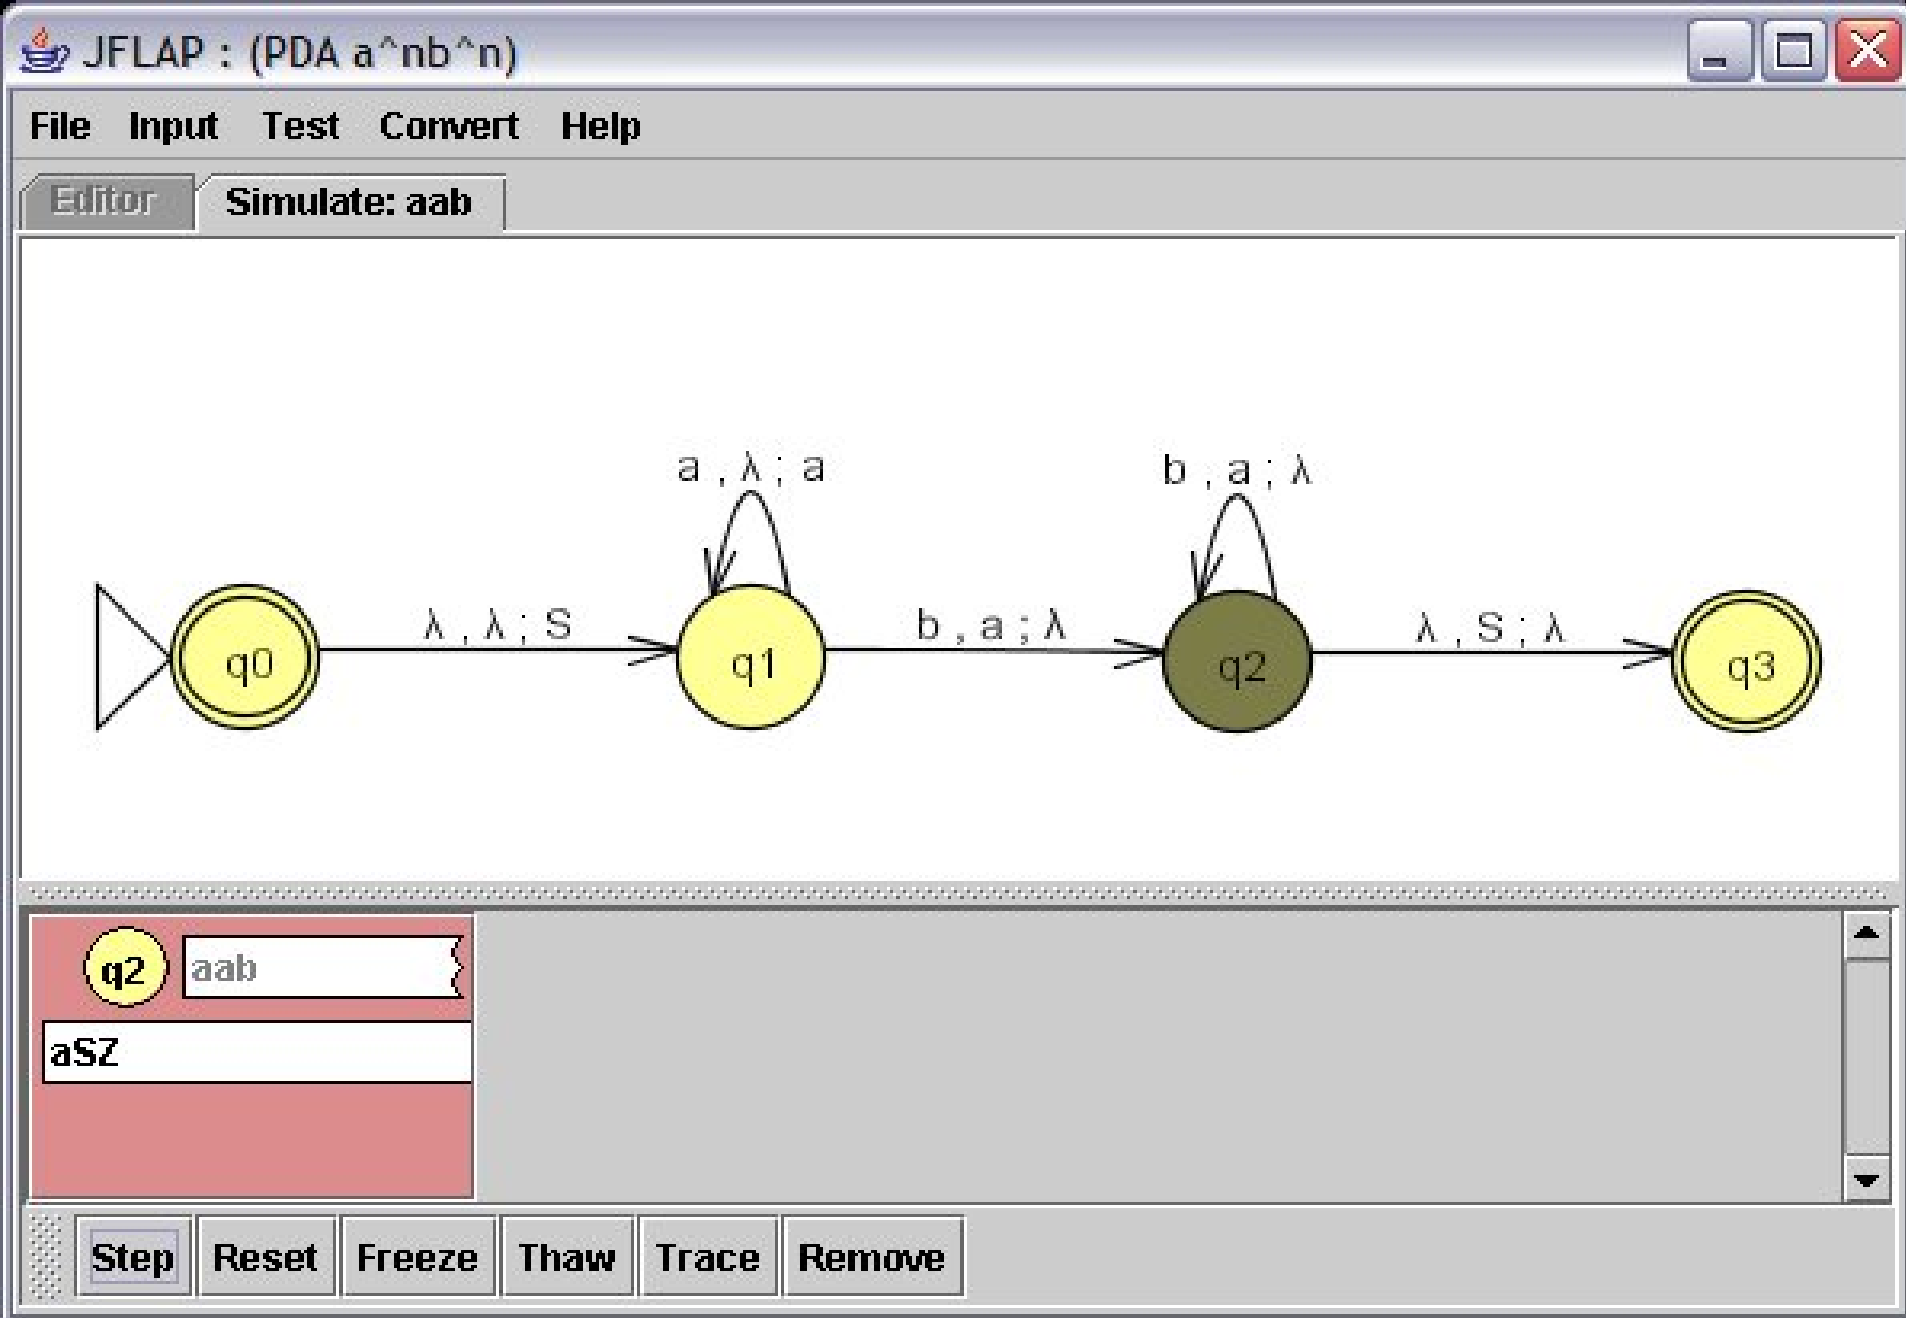 JFLAP : (PDA a^nb^n)
File Input Test Convert Help
Editor Simulate: aab
a , λ ; a
b , a ; λ
λ , λ ; S
b , a ; λ
λ , S ; λ
q0
q1
q2
q3
q2 aab
aSZ
Step Reset Freeze Thaw Trace Remove